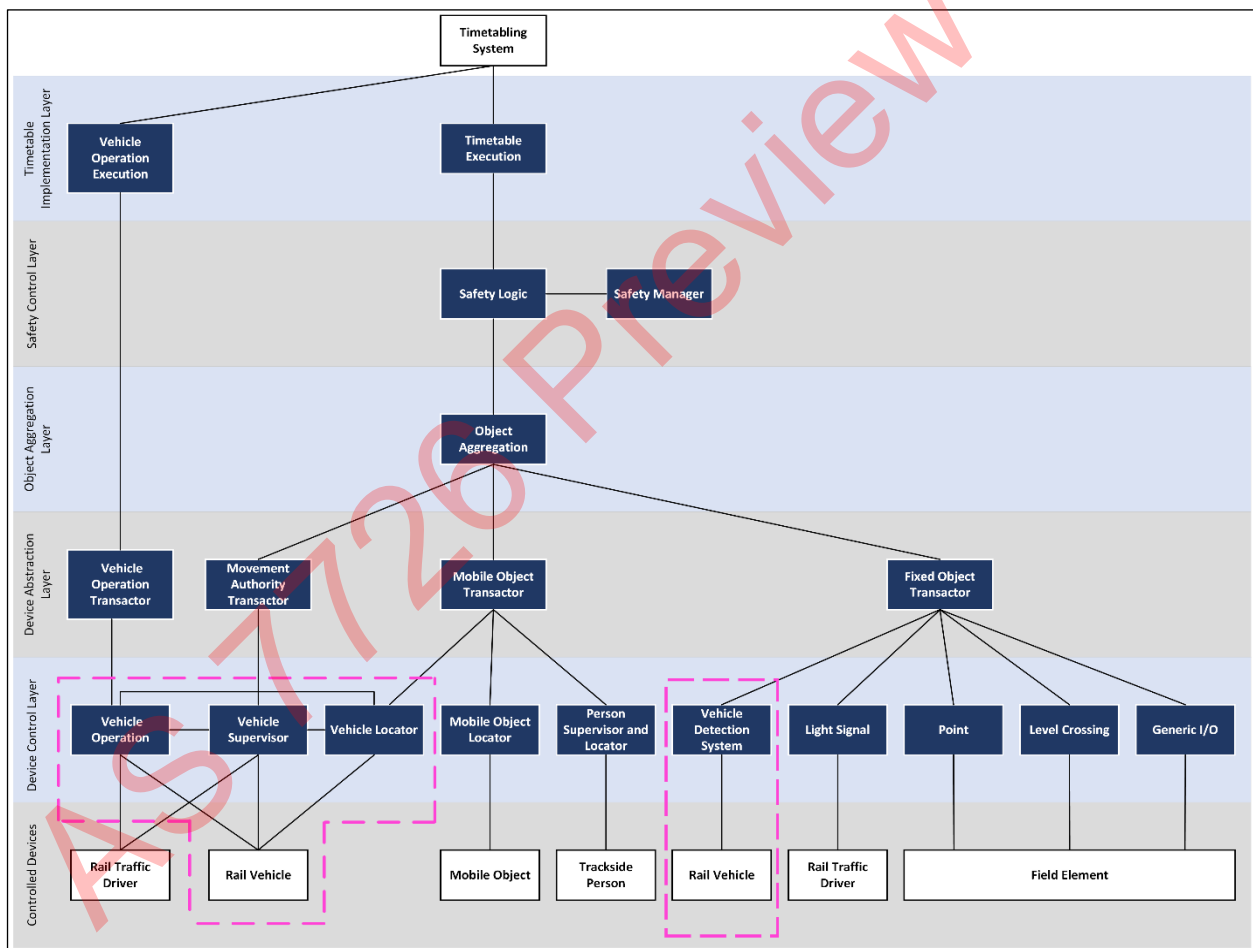 Timetabling
System
Timetable
Implementation Layer
Vehicle
Operation
Execution
Timetable
Execution
Safety Control Layer
Safety Logic
Safety Manager
Object Aggregation
Layer
Object
Aggregation
Device Abstraction
Layer
Vehicle
Operation
Transactor
Movement
Authority
Transactor
Mobile Object
Transactor
Fixed Object
Transactor
Device Control Layer
Vehicle
Operation
Vehicle
Supervisor
Vehicle Locator
Mobile Object
Locator
Person
Supervisor and
Locator
Vehicle
Detection
System
Light Signal
Point
Level Crossing
Generic I/O
Controlled Devices
Rail Traffic
Driver
Rail Vehicle
Mobile Object
Trackside
Person
Rail Vehicle
Rail Traffic
Driver
Field Element
AS 7726 Preview